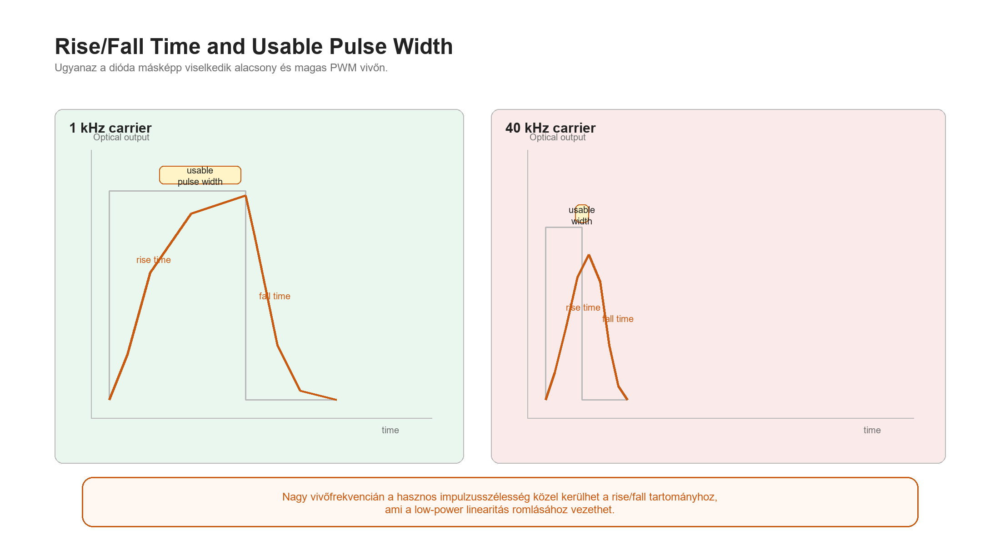 Rise/Fall Time and Usable Pulse Width
Ugyanaz a dióda másképp viselkedik alacsony és magas PWM vivőn.
1 kHz carrier
Optical output
usable
pulse width
rise time
fall time
time
40 kHz carrier
Optical output
usable
width
rise time
fall time
time
Nagy vivőfrekvencián a hasznos impulzusszélesség közel kerülhet a rise/fall tartományhoz,
ami a low-power linearitás romlásához vezethet.